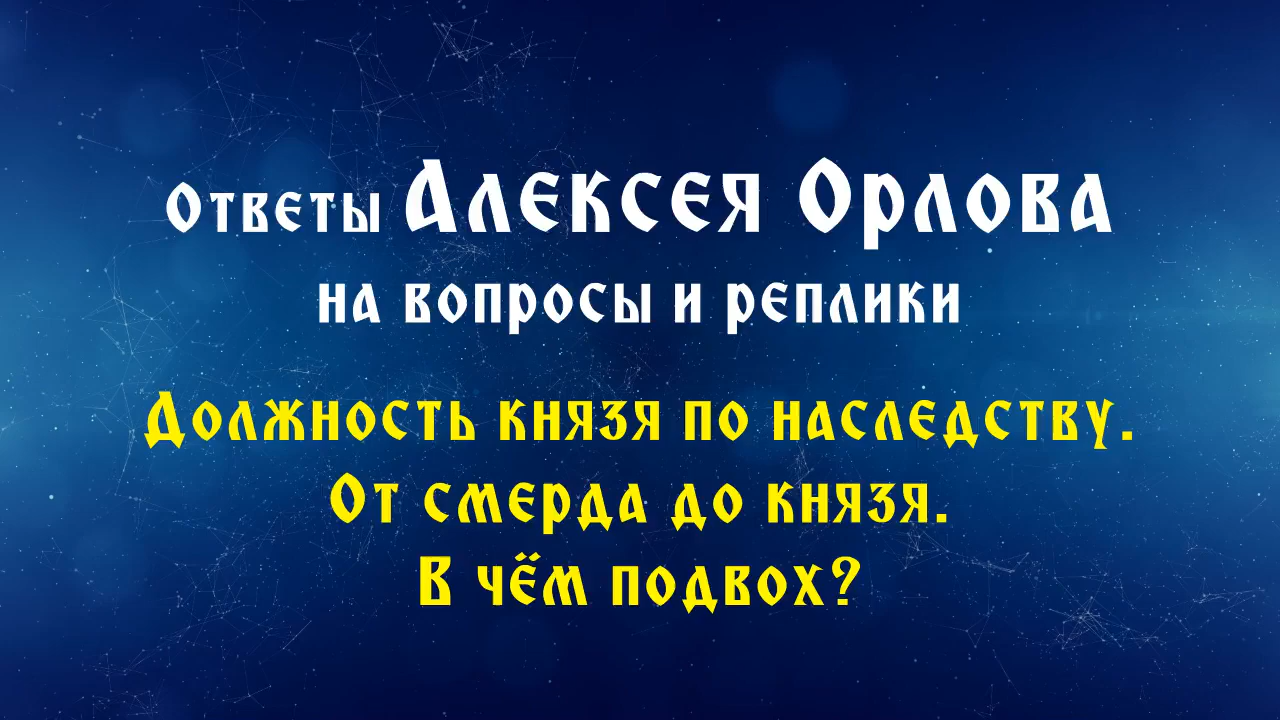 Ответы Алексея Орлова
на вопросы и реплики
Должность князя по наследству.
От смерда до князя.
В чём подвох?